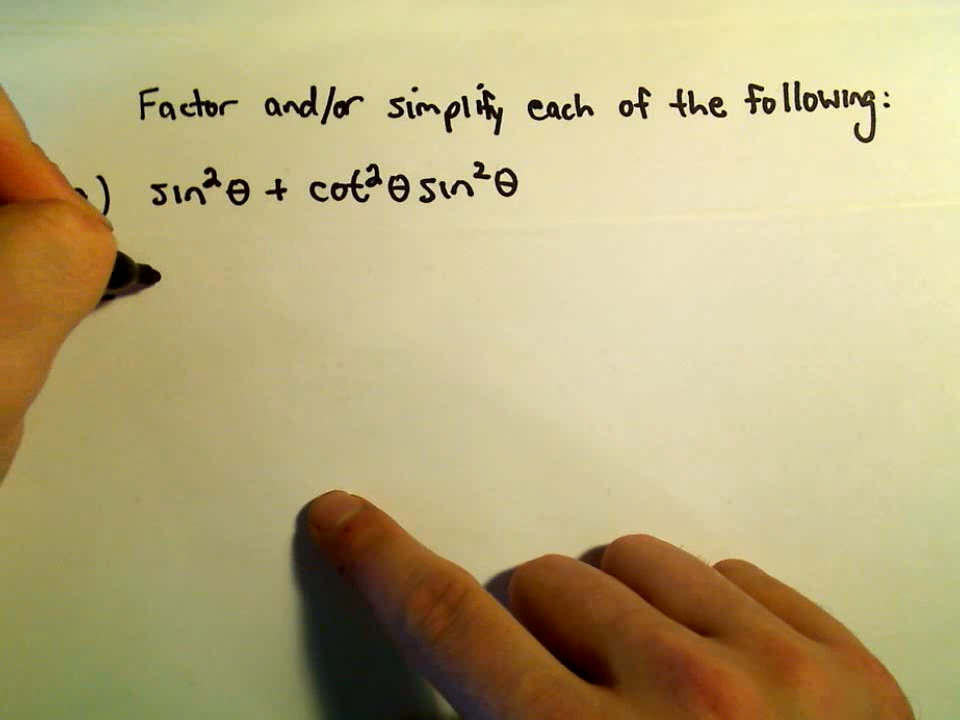 Factor and/or simplify each of the following:
) sin²θ + cot²θ sin²θ